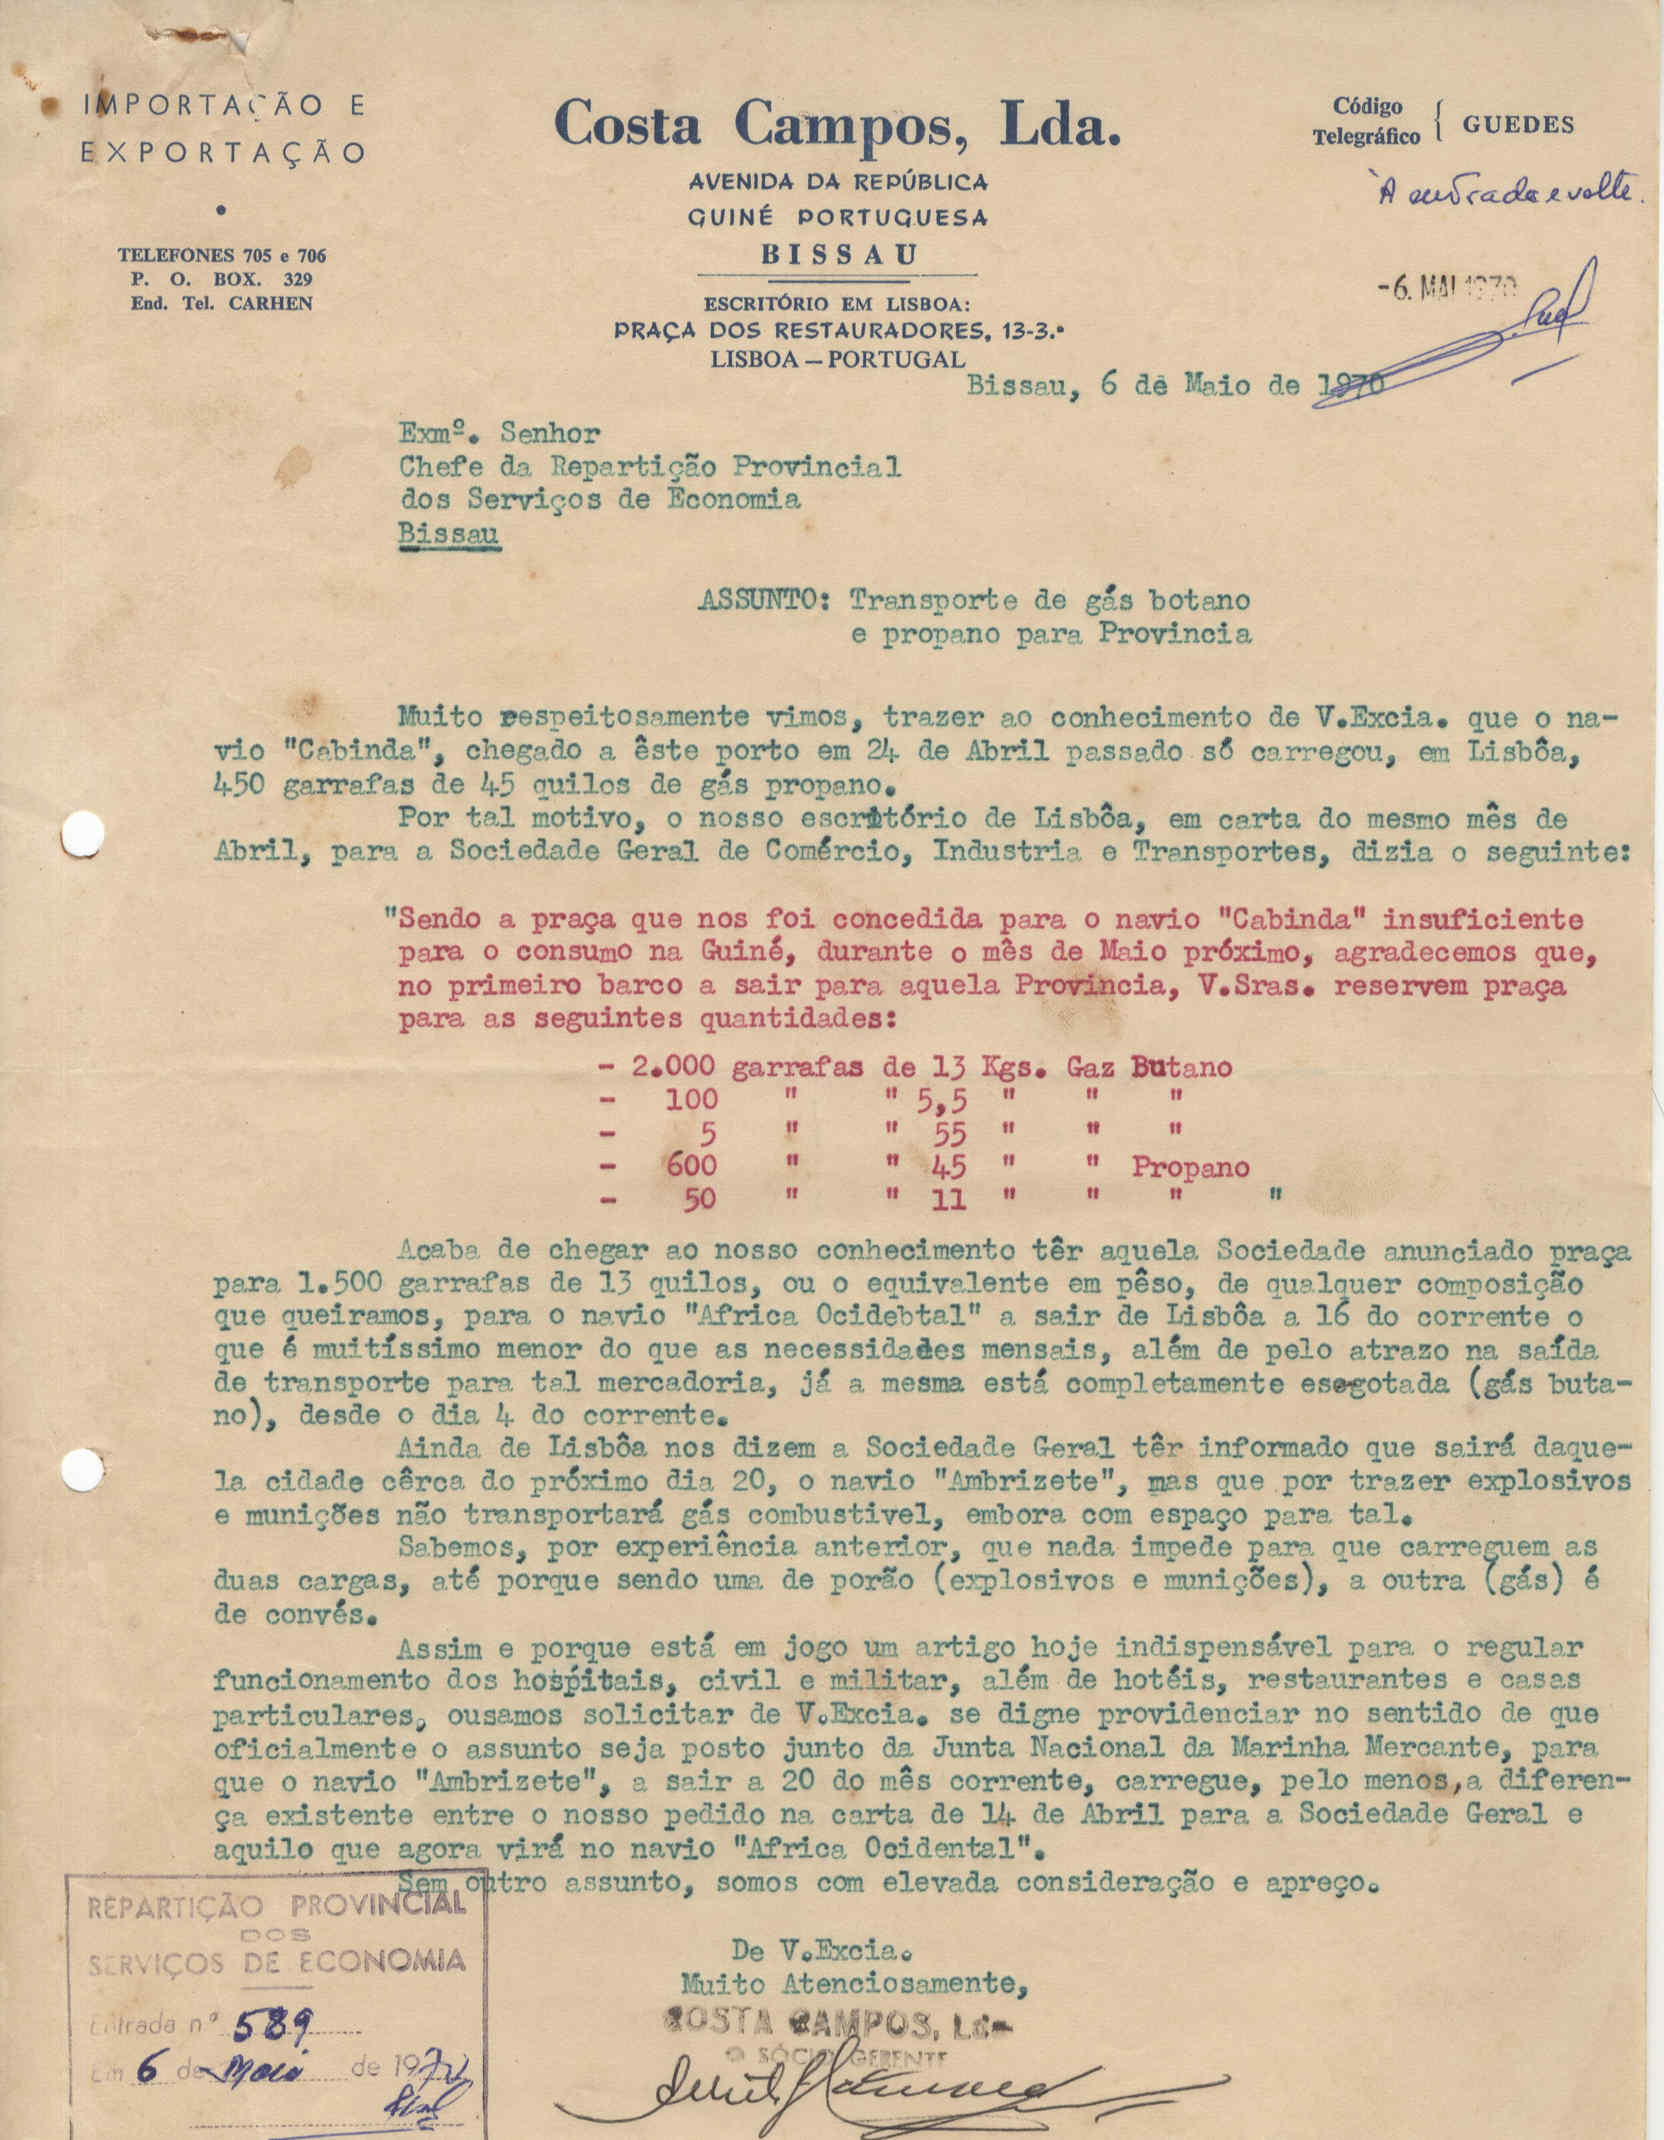 IMPORTAÇÃO E
EXPORTAÇÃO
TELEFONES 705 e 706
P. O. BOX. 329
End. Tel. CARHEN
Costa Campos, Lda.
AVENIDA DA REPÚBLICA
GUINÉ PORTUGUESA
BISSAU
ESCRITÓRIO EM LISBOA:
PRAÇA DOS RESTAURADORES, 13-3.º
LISBOA — PORTUGAL
Código
Telegráfico { GUEDES
À entrada e volte.
-6. MAI 1970
Bissau, 6 de Maio de 1970
Exmº. Senhor
Chefe da Repartição Provincial
dos Serviços de Economia
Bissau
ASSUNTO: Transporte de gás botano
e propano para Provincia
Muito respeitosamente vimos, trazer ao conhecimento de V.Excia. que o na-
vio "Cabinda", chegado a êste porto em 24 de Abril passado só carregou, em Lisbôa,
450 garrafas de 45 quilos de gás propano.
Por tal motivo, o nosso escritório de Lisbôa, em carta do mesmo mês de
Abril, para a Sociedade Geral de Comércio, Industria e Transportes, dizia o seguinte:
"Sendo a praça que nos foi concedida para o navio "Cabinda" insuficiente
para o consumo na Guiné, durante o mês de Maio próximo, agradecemos que,
no primeiro barco a sair para aquela Provincia, V.Sras. reservem praça
para as seguintes quantidades:
- 2.000 garrafas de 13 Kgs. Gaz Butano
- 100 " " 5,5 " " "
- 5 " " 55 " " "
- 600 " " 45 " " Propano
- 50 " " 11 " " " "
Acaba de chegar ao nosso conhecimento têr aquela Sociedade anunciado praça
para 1.500 garrafas de 13 quilos, ou o equivalente em pêso, de qualquer composição
que queiramos, para o navio "Africa Ocidebtal" a sair de Lisbôa a 16 do corrente o
que é muitíssimo menor do que as necessidades mensais, além de pelo atrazo na saída
de transporte para tal mercadoria, já a mesma está completamente esegotada (gás buta-
no), desde o dia 4 do corrente.
Ainda de Lisbôa nos dizem a Sociedade Geral têr informado que sairá daque-
la cidade cêrca do próximo dia 20, o navio "Ambrizete", mas que por trazer explosivos
e munições não transportará gás combustivel, embora com espaço para tal.
Sabemos, por experiência anterior, que nada impede para que carreguem as
duas cargas, até porque sendo uma de porão (explosivos e munições), a outra (gás) é
de convés.
Assim e porque está em jogo um artigo hoje indispensável para o regular
funcionamento dos hospitais, civil e militar, além de hotéis, restaurantes e casas
particulares, ousamos solicitar de V.Excia. se digne providenciar no sentido de que
oficialmente o assunto seja posto junto da Junta Nacional da Marinha Mercante, para
que o navio "Ambrizete", a sair a 20 do mês corrente, carregue, pelo menos,a diferen-
ça existente entre o nosso pedido na carta de 14 de Abril para a Sociedade Geral e
aquilo que agora virá no navio "Africa Ocidental".
Sem outro assunto, somos com elevada consideração e apreço.
De V.Excia.
Muito Atenciosamente,
COSTA CAMPOS, Lda
O SÓCIO GERENTE
REPARTIÇÃO PROVINCIAL
DOS
SERVIÇOS DE ECONOMIA
Entrada nº 589
Em 6 de Maio de 197